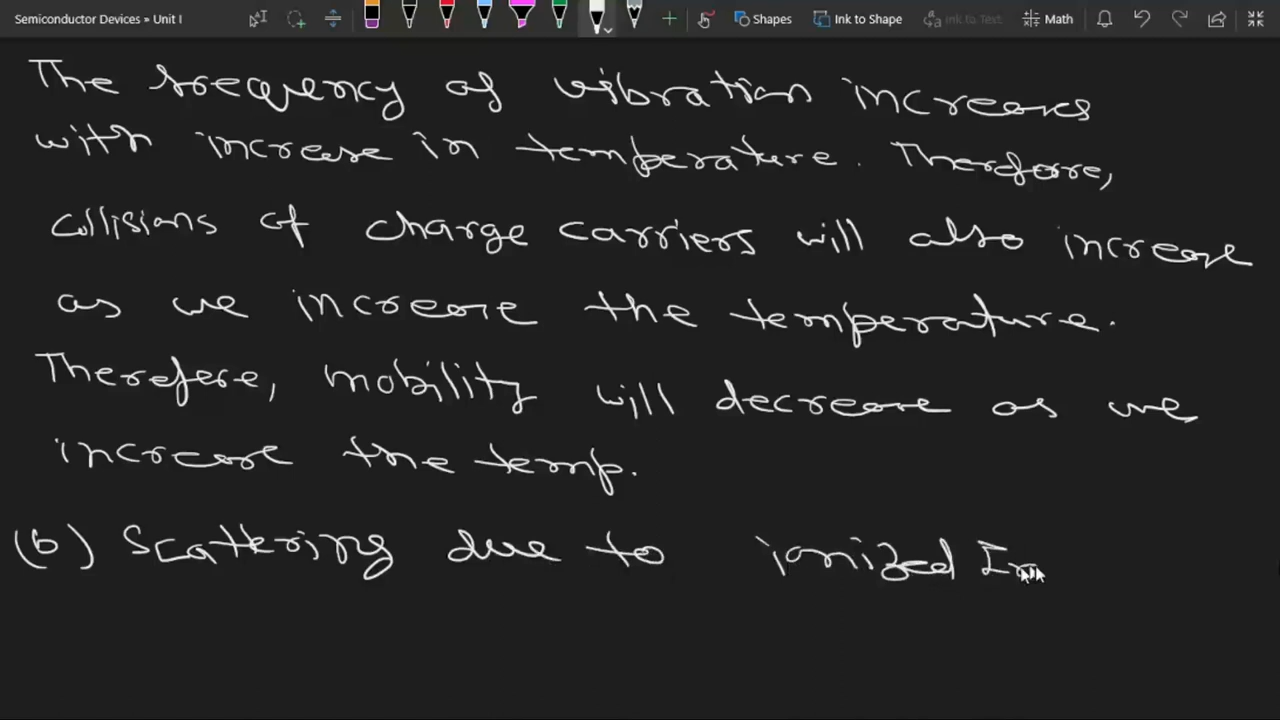 Semiconductor Devices » Unit I
Shapes
Ink to Shape
Ink to Text
Math
The frequency of vibration increases
with increase in temperature. Therefore,
collisions of charge carriers will also increase
as we increase the temperature.
Therefore, mobility will decrease as we
increase the temp.
(b) Scattering due to ionized Im